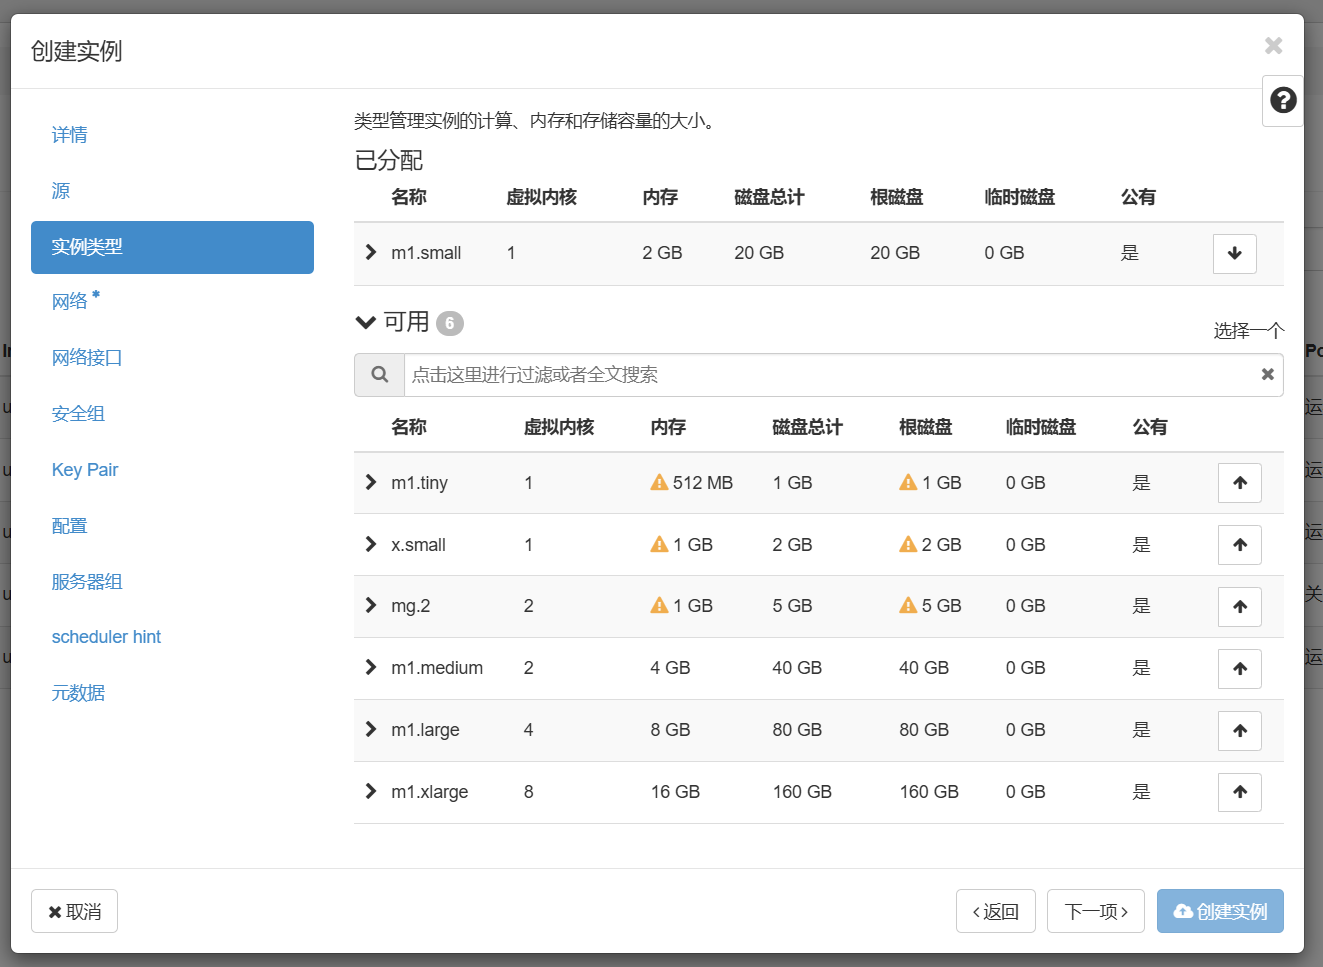 创建实例
详情
源
实例类型
网络 *
网络接口
安全组
Key Pair
配置
服务器组
scheduler hint
元数据
类型管理实例的计算、内存和存储容量的大小。
已分配
名称 虚拟内核 内存 磁盘总计 根磁盘 临时磁盘 公有
m1.small 1 2 GB 20 GB 20 GB 0 GB 是
可用 6
选择一个
点击这里进行过滤或者全文搜索
名称 虚拟内核 内存 磁盘总计 根磁盘 临时磁盘 公有
m1.tiny 1 512 MB 1 GB 1 GB 0 GB 是
x.small 1 1 GB 2 GB 2 GB 0 GB 是
mg.2 2 1 GB 5 GB 5 GB 0 GB 是
m1.medium 2 4 GB 40 GB 40 GB 0 GB 是
m1.large 4 8 GB 80 GB 80 GB 0 GB 是
m1.xlarge 8 16 GB 160 GB 160 GB 0 GB 是
取消
返回
下一项
创建实例